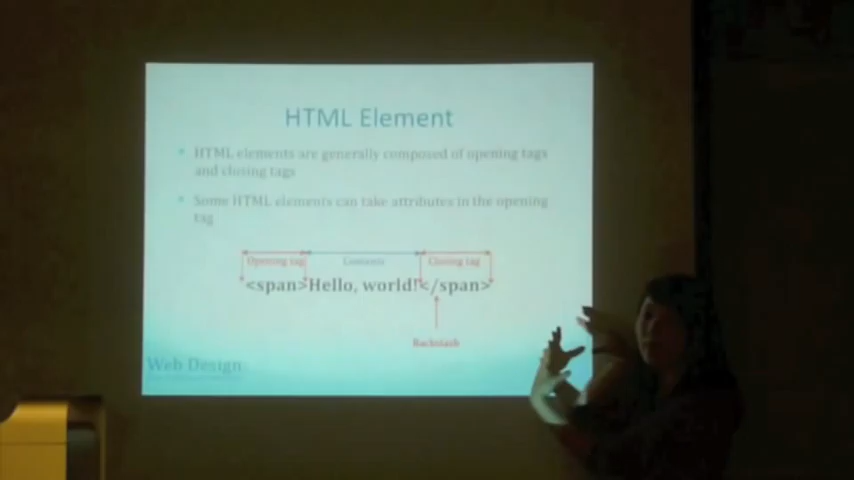 HTML Element
HTML elements are generally composed of opening tags
and closing tags
Some HTML elements can take attributes in the opening
tag
Opening tag Contents Closing tag
<span>Hello, world!</span>
Backslash
Web Design